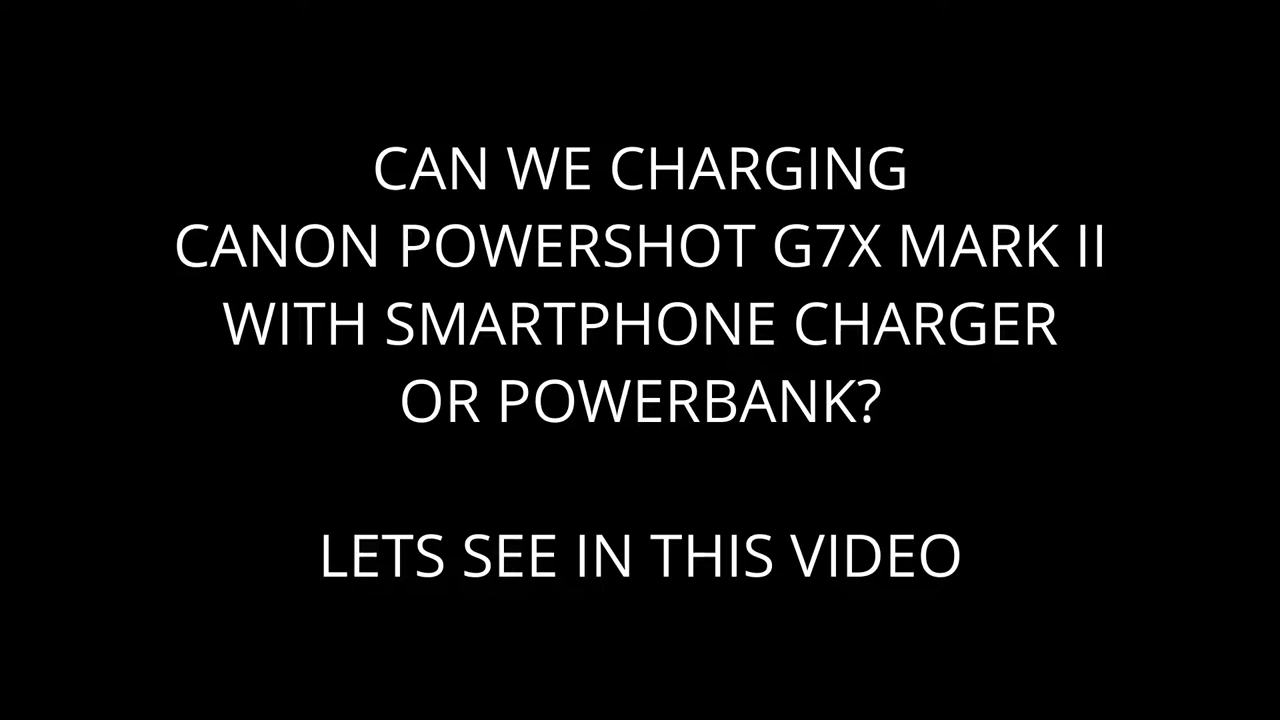 CAN WE CHARGING
CANON POWERSHOT G7X MARK II
WITH SMARTPHONE CHARGER
OR POWERBANK?
LETS SEE IN THIS VIDEO